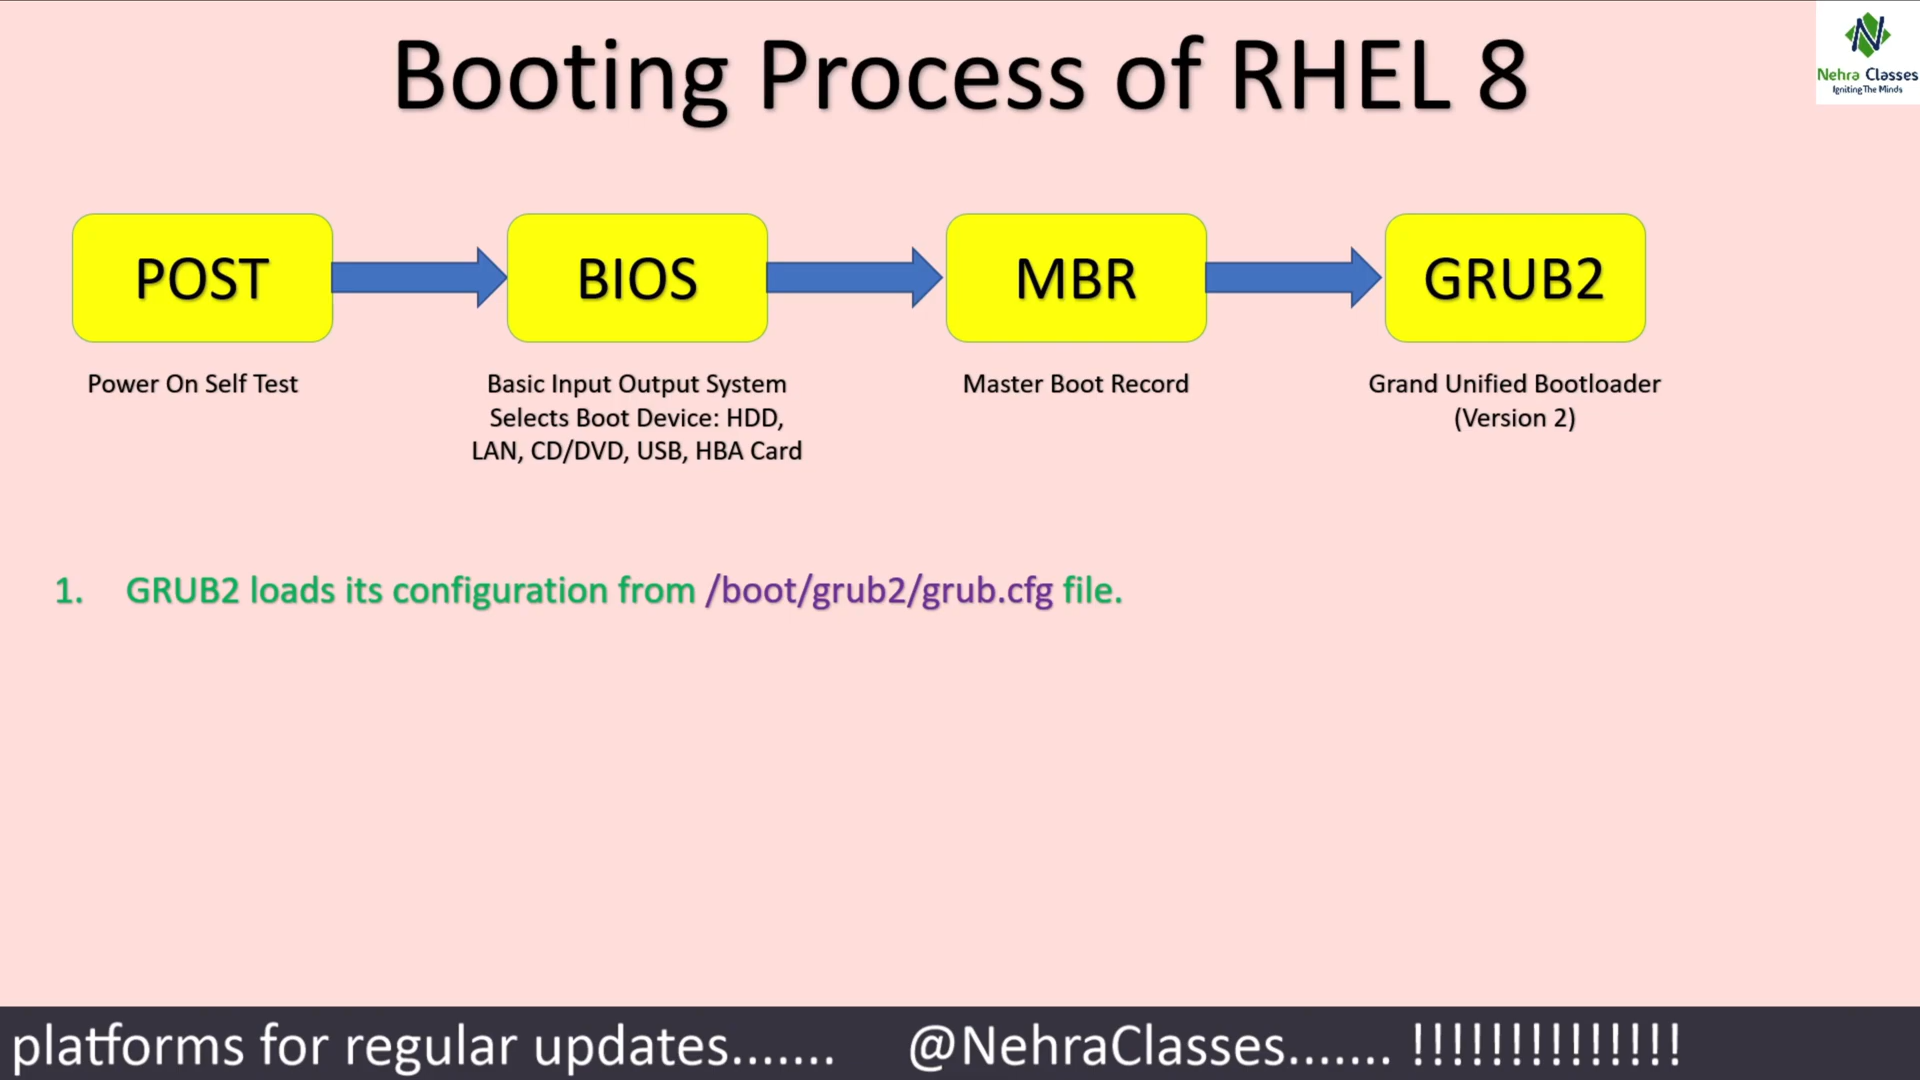 Booting Process of RHEL 8
Nehra Classes
Igniting The Minds
POST
BIOS
MBR
GRUB2
Power On Self Test
Basic Input Output System
Selects Boot Device: HDD,
LAN, CD/DVD, USB, HBA Card
Master Boot Record
Grand Unified Bootloader
(Version 2)
1. GRUB2 loads its configuration from /boot/grub2/grub.cfg file.
platforms for regular updates....... @NehraClasses....... !!!!!!!!!!!!!!